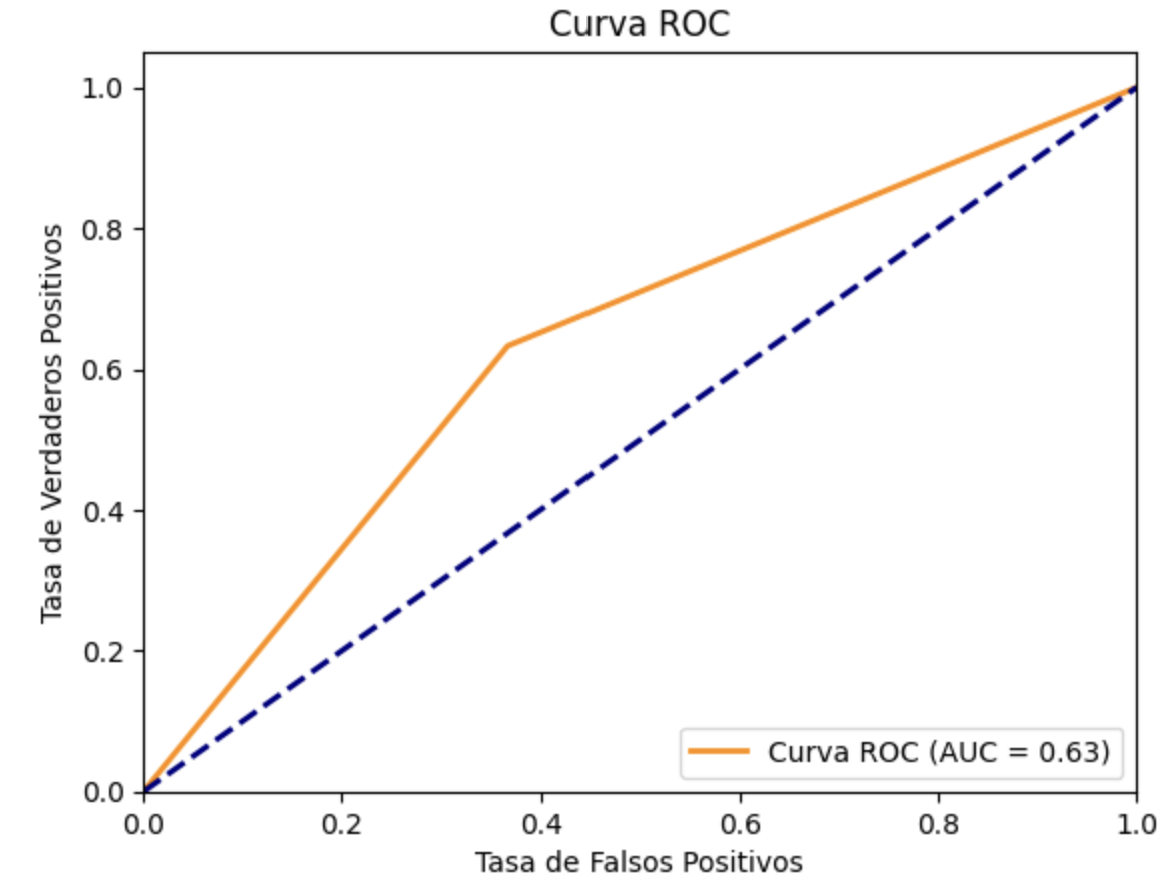 Curva ROC
1.0
0.8
0.6
0.4
0.2
0.0
Tasa de Verdaderos Positivos
Curva ROC (AUC = 0.63)
0.0 0.2 0.4 0.6 0.8 1.0
Tasa de Falsos Positivos